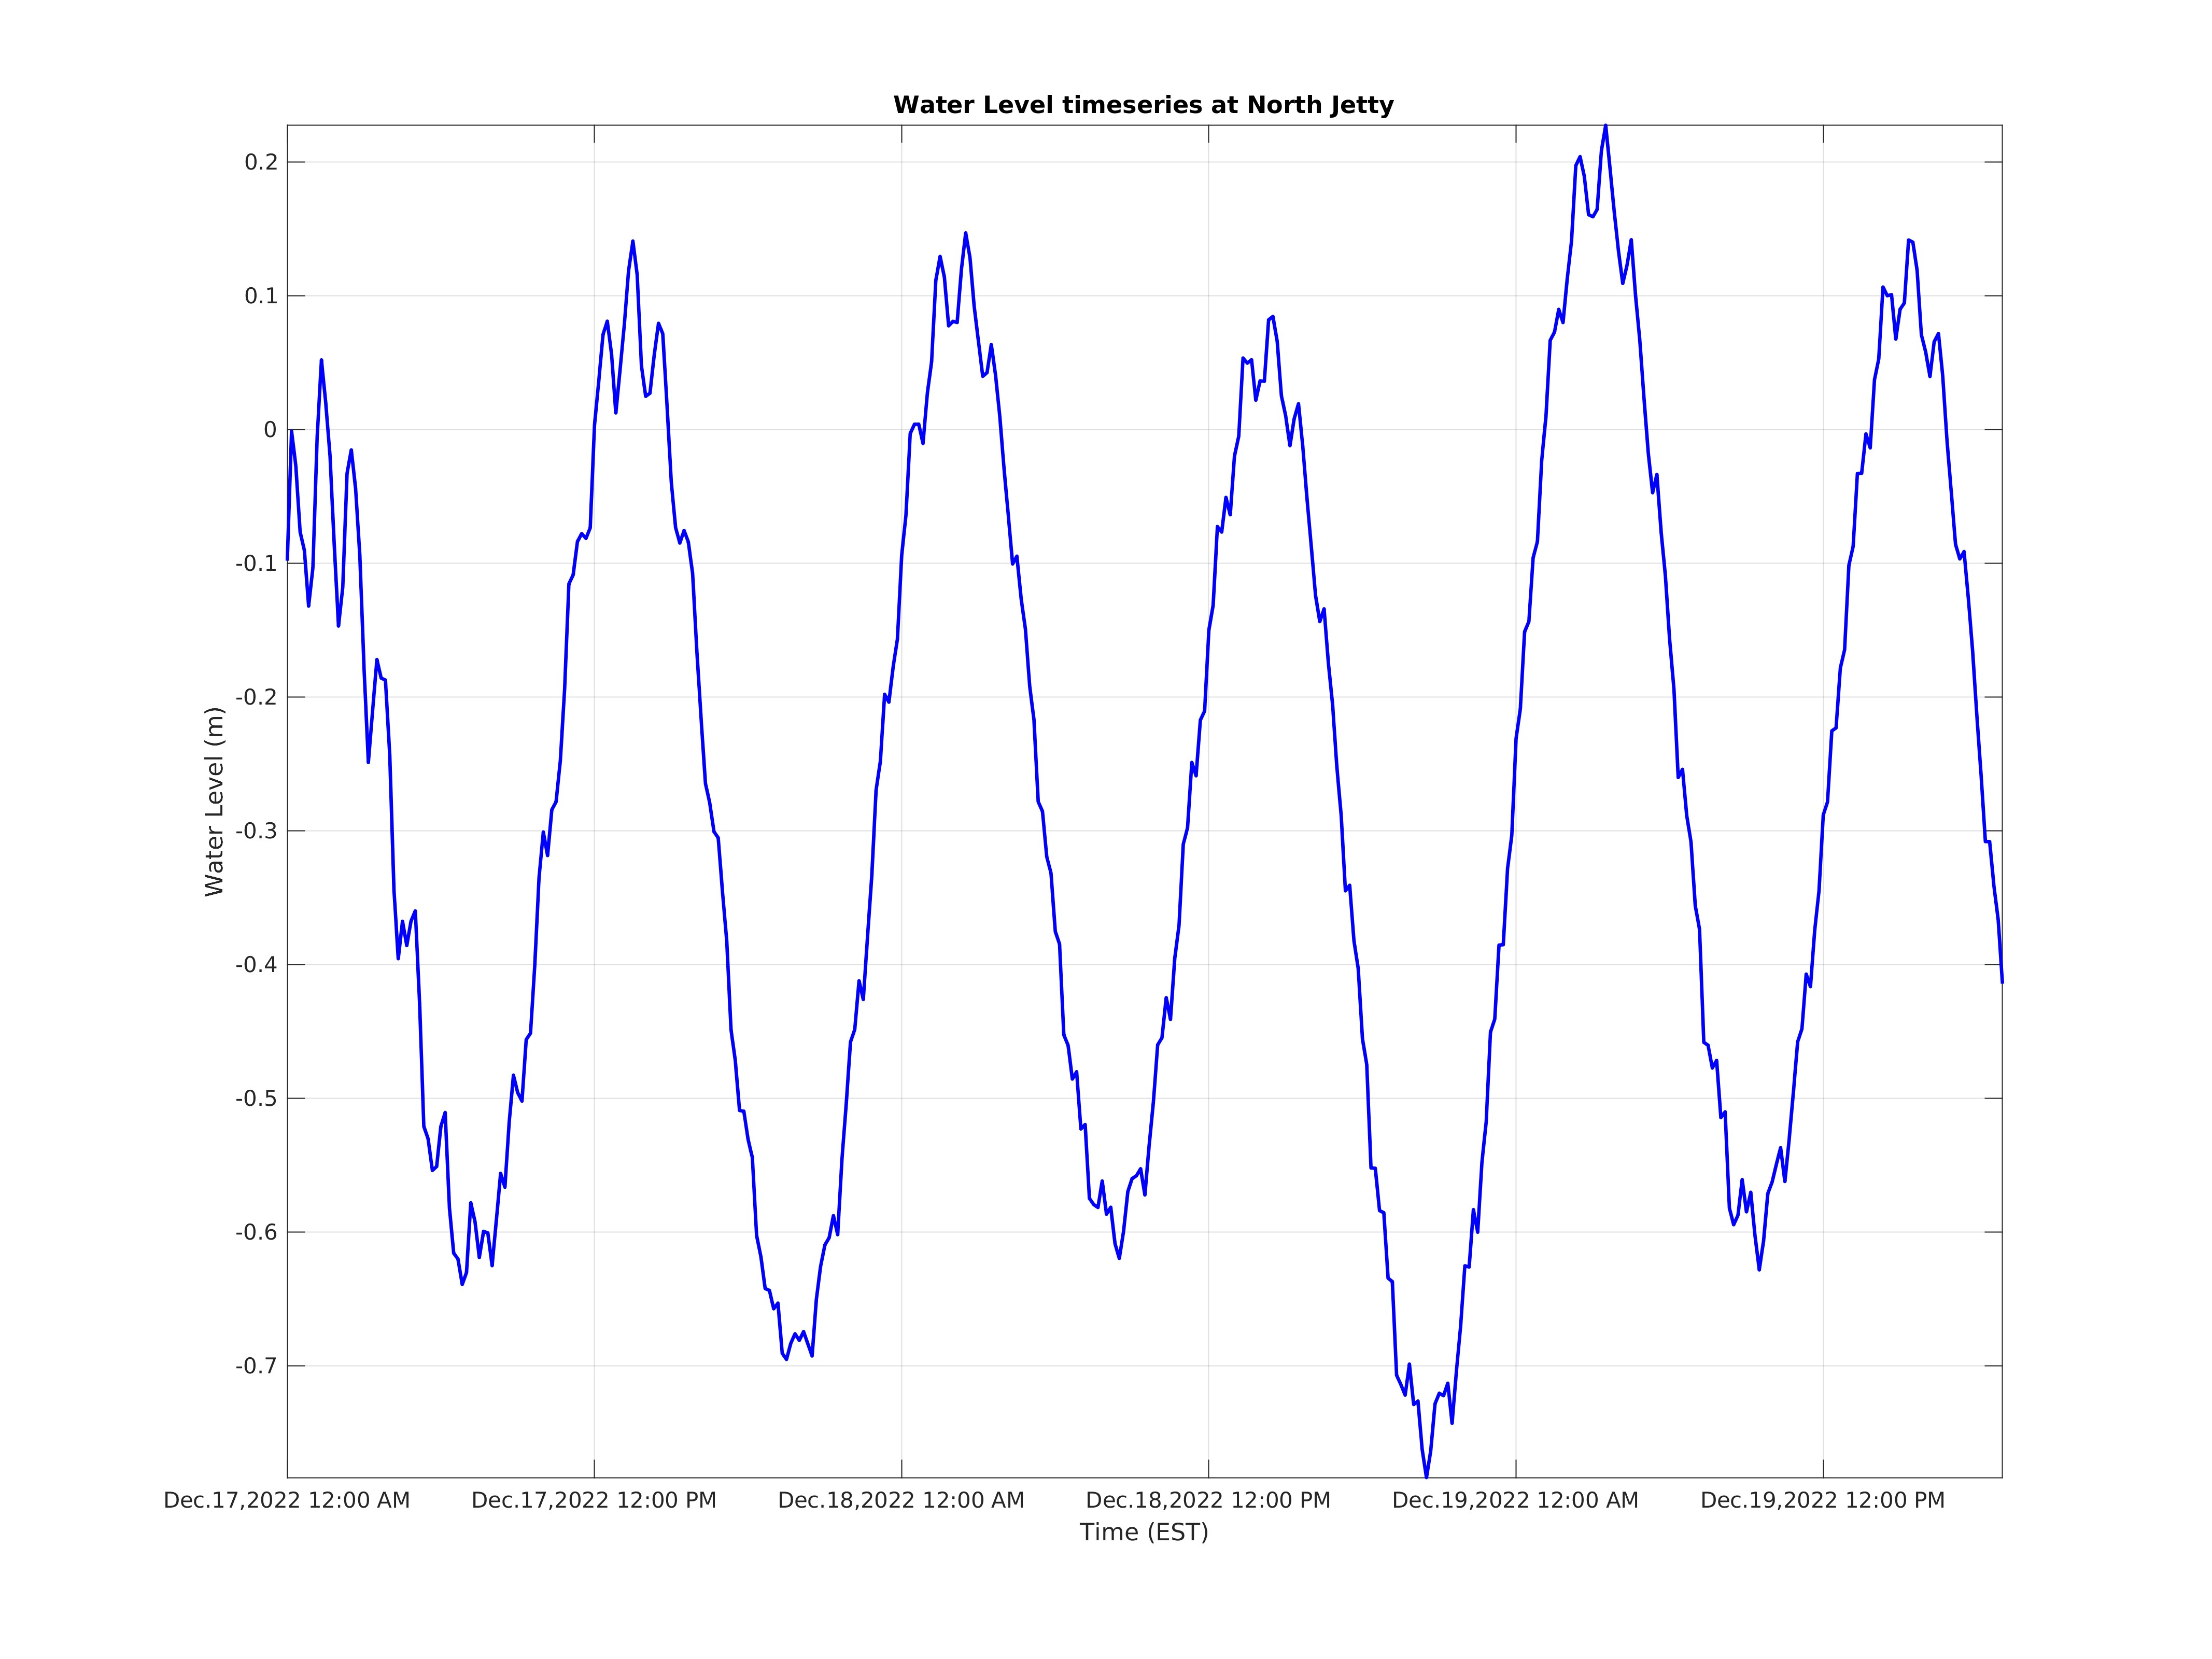 Water Level timeseries at North Jetty
0.2
0.1
0
-0.1
-0.2
-0.3
-0.4
-0.5
-0.6
-0.7
Water Level (m)
Dec.17,2022 12:00 AM Dec.17,2022 12:00 PM Dec.18,2022 12:00 AM Dec.18,2022 12:00 PM Dec.19,2022 12:00 AM Dec.19,2022 12:00 PM
Time (EST)